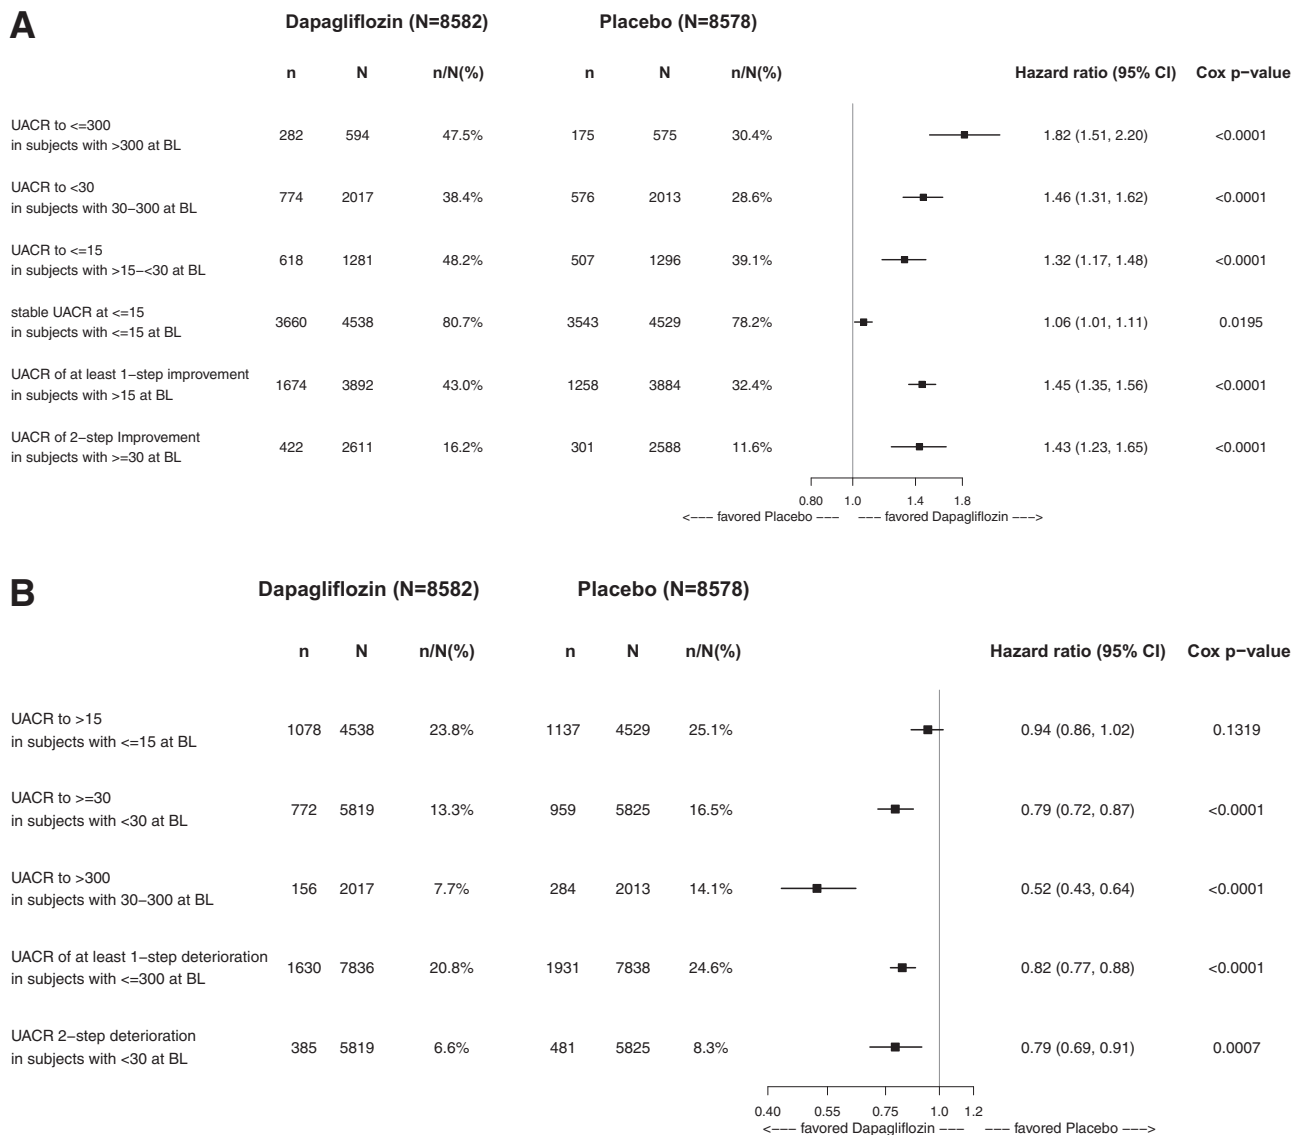 A
Dapagliflozin (N=8582) Placebo (N=8578)
n N n/N(%) n N n/N(%) Hazard ratio (95% CI) Cox p−value
UACR to <=300
in subjects with >300 at BL
282 594 47.5% 175 575 30.4% 1.82 (1.51, 2.20) <0.0001
UACR to <30
in subjects with 30−300 at BL
774 2017 38.4% 576 2013 28.6% 1.46 (1.31, 1.62) <0.0001
UACR to <=15
in subjects with >15−<30 at BL
618 1281 48.2% 507 1296 39.1% 1.32 (1.17, 1.48) <0.0001
stable UACR at <=15
in subjects with <=15 at BL
3660 4538 80.7% 3543 4529 78.2% 1.06 (1.01, 1.11) 0.0195
UACR of at least 1−step improvement
in subjects with >15 at BL
1674 3892 43.0% 1258 3884 32.4% 1.45 (1.35, 1.56) <0.0001
UACR of 2−step Improvement
in subjects with >=30 at BL
422 2611 16.2% 301 2588 11.6% 1.43 (1.23, 1.65) <0.0001
0.80 1.0 1.4 1.8
<−−− favored Placebo −−− −−− favored Dapagliflozin −−−>
B
Dapagliflozin (N=8582) Placebo (N=8578)
n N n/N(%) n N n/N(%) Hazard ratio (95% CI) Cox p−value
UACR to >15
in subjects with <=15 at BL
1078 4538 23.8% 1137 4529 25.1% 0.94 (0.86, 1.02) 0.1319
UACR to >=30
in subjects with <30 at BL
772 5819 13.3% 959 5825 16.5% 0.79 (0.72, 0.87) <0.0001
UACR to >300
in subjects with 30−300 at BL
156 2017 7.7% 284 2013 14.1% 0.52 (0.43, 0.64) <0.0001
UACR of at least 1−step deterioration
in subjects with <=300 at BL
1630 7836 20.8% 1931 7838 24.6% 0.82 (0.77, 0.88) <0.0001
UACR 2−step deterioration
in subjects with <30 at BL
385 5819 6.6% 481 5825 8.3% 0.79 (0.69, 0.91) 0.0007
0.40 0.55 0.75 1.0 1.2
<−−− favored Dapagliflozin −−− −−− favored Placebo −−−>